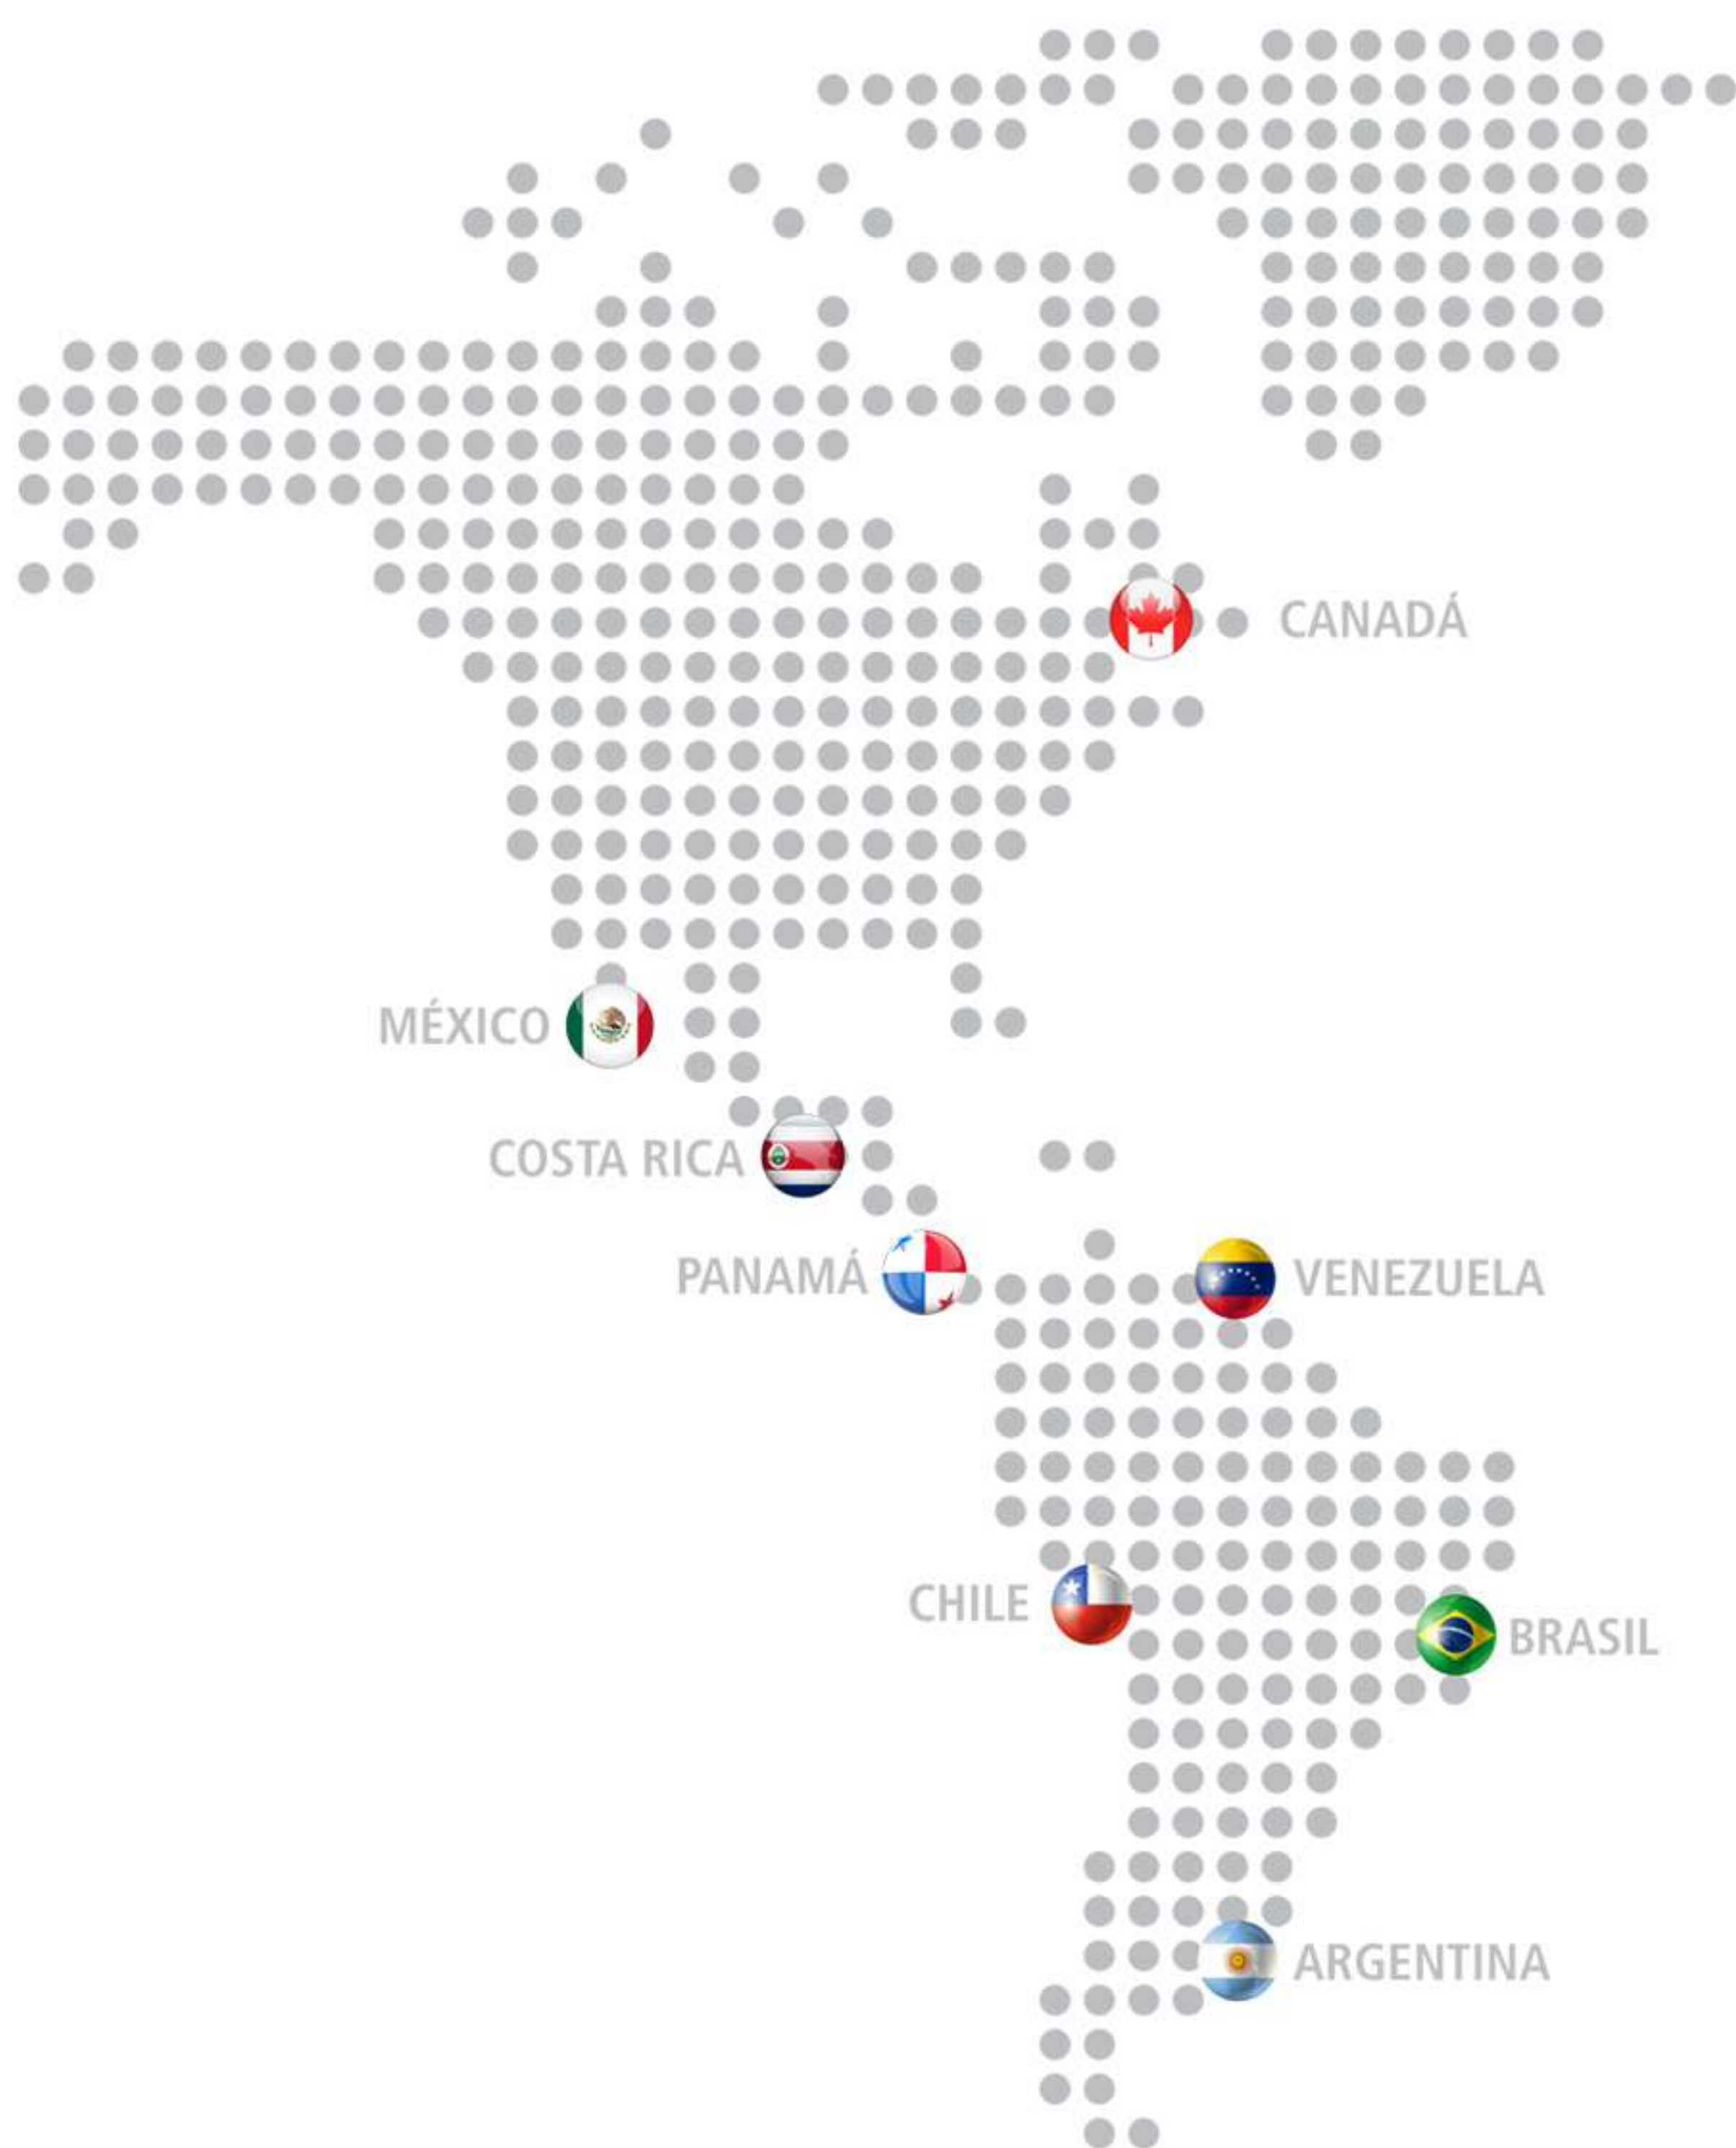 CANADÁ
MÉXICO
COSTA RICA
PANAMÁ
VENEZUELA
CHILE
BRASIL
ARGENTINA